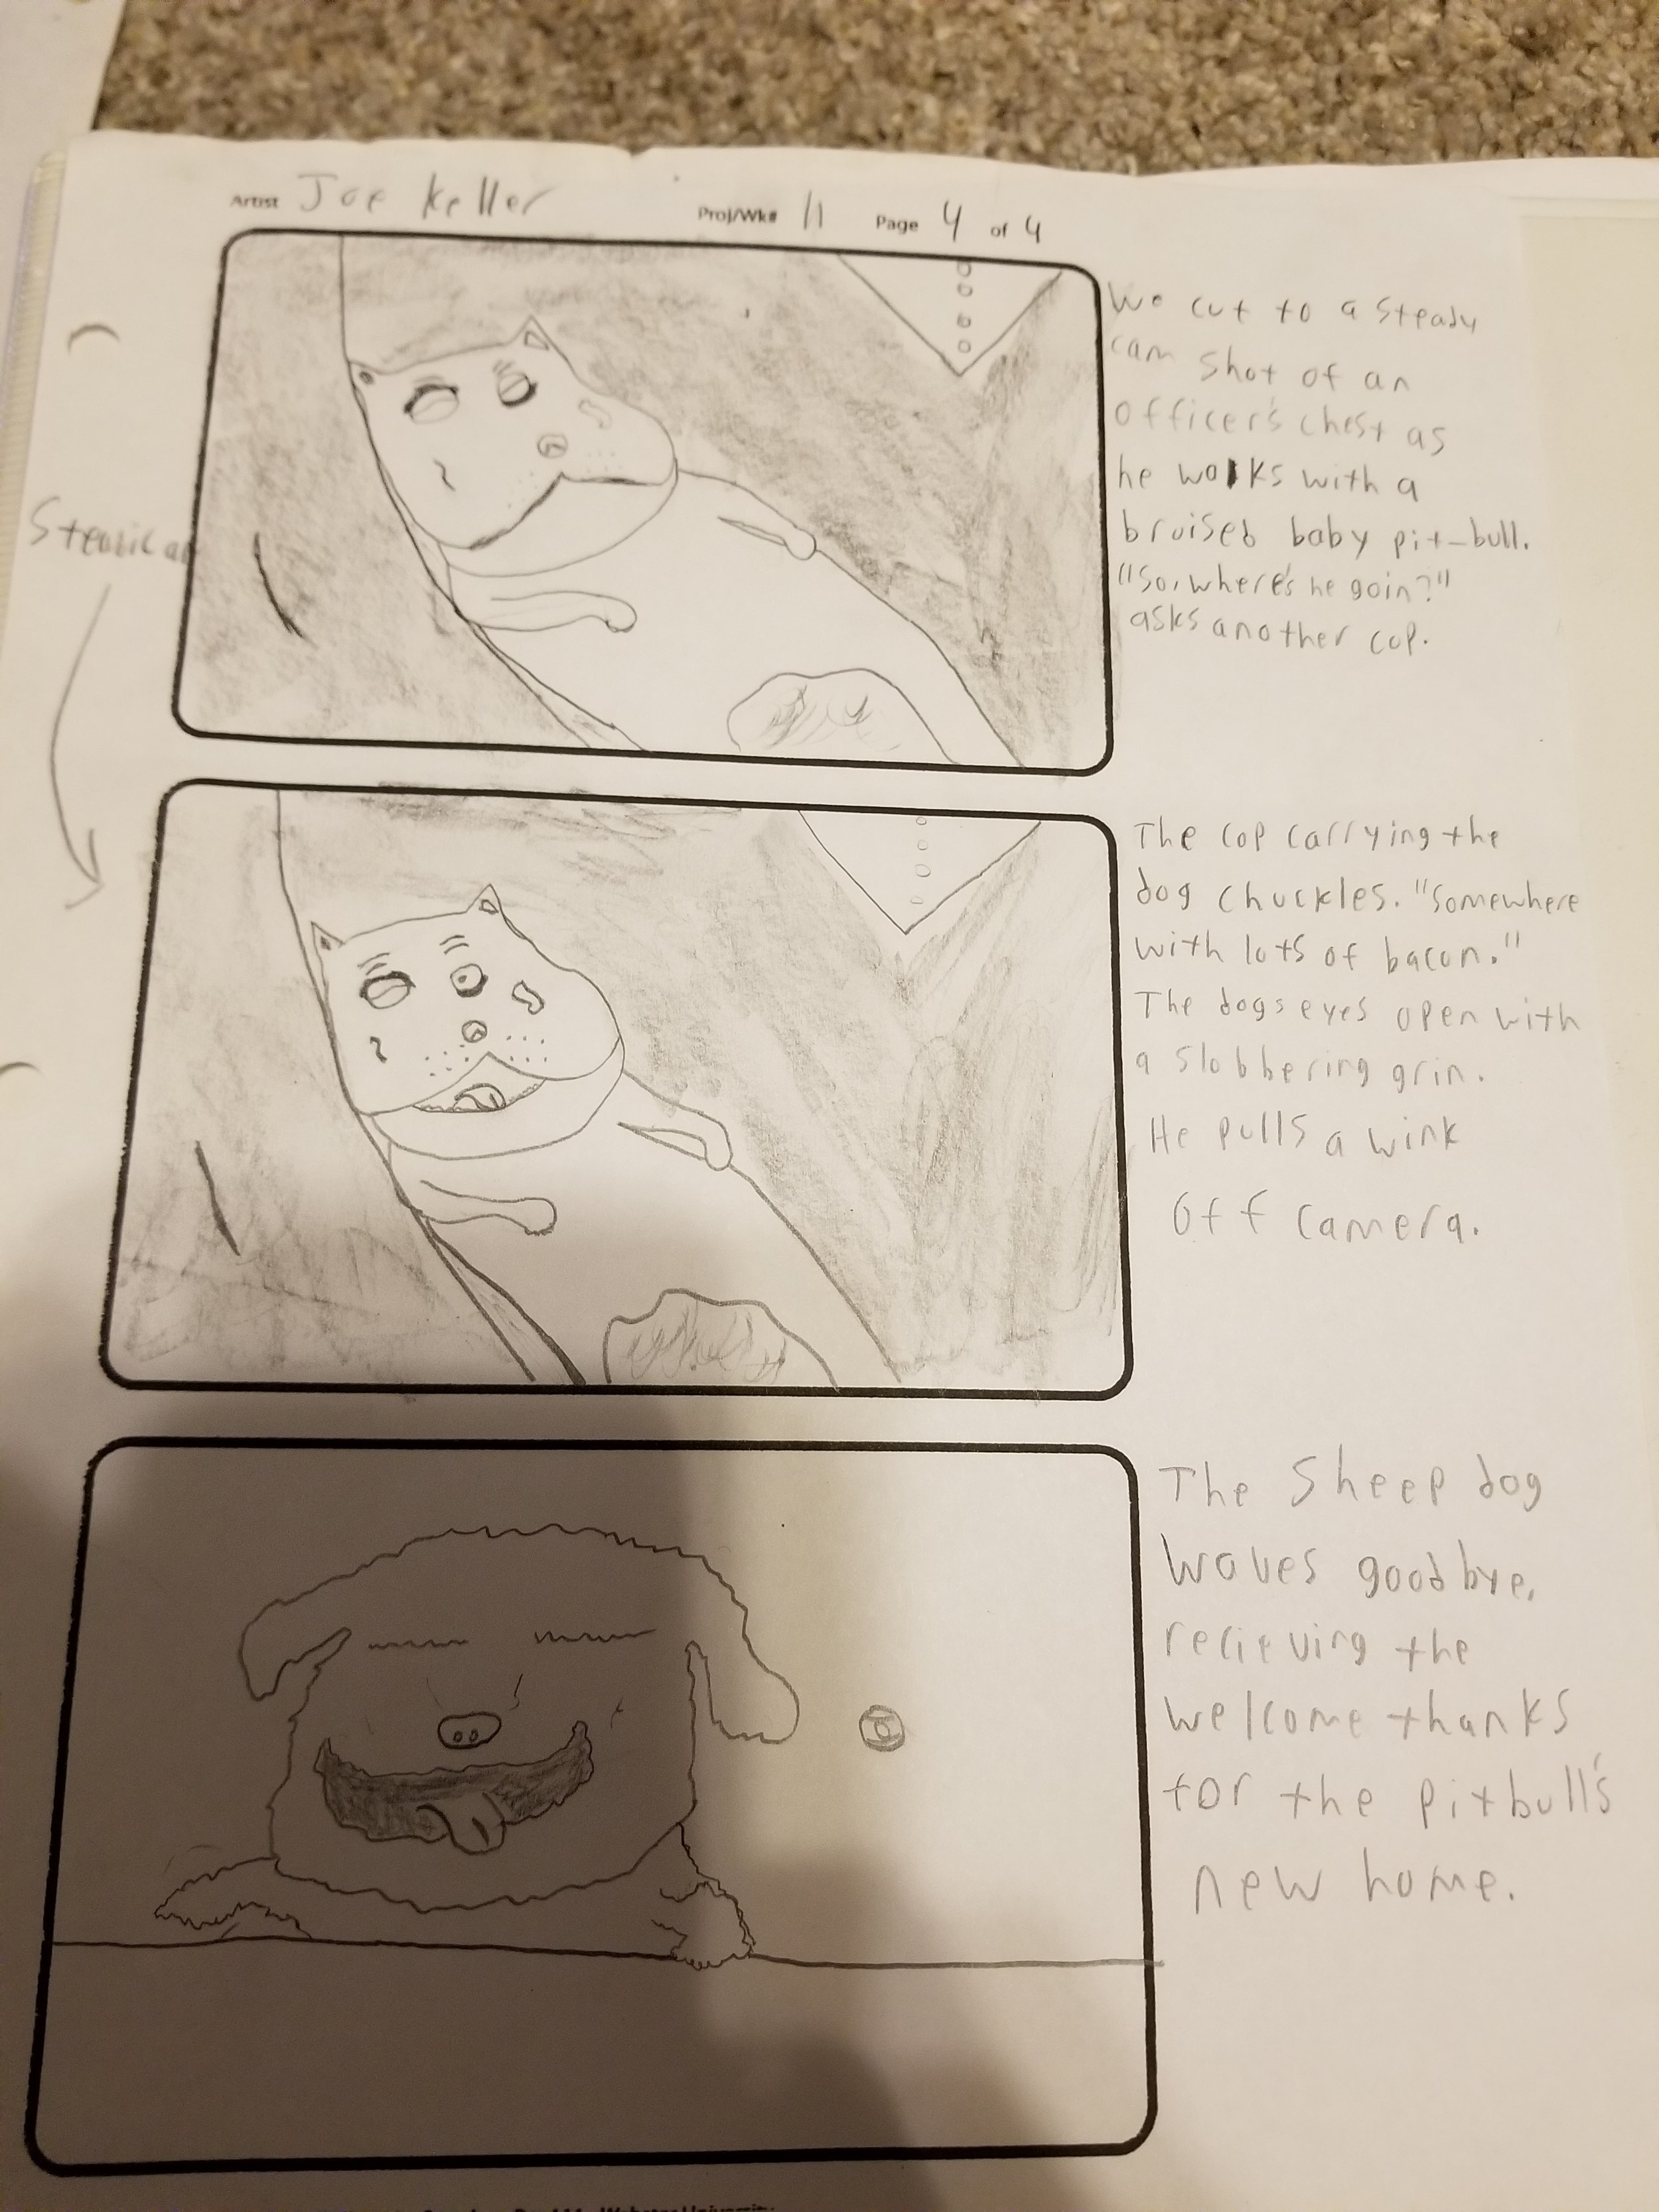 Artist Joe Keller Proj/Wk# 11 Page 4 of 4
We cut to a steady
cam shot of an
officer's chest as
he walks with a
bruised baby pit-bull.
"So, where's he goin?"
asks another cop.
Steadicam
The cop carrying the
dog chuckles. "Somewhere
with lots of bacon."
The dogs eyes open with
a slobbering grin.
He pulls a wink
off camera.
The Sheep dog
waves goodbye,
recieving the
welcome thanks
for the pitbull's
new home.
Webster University